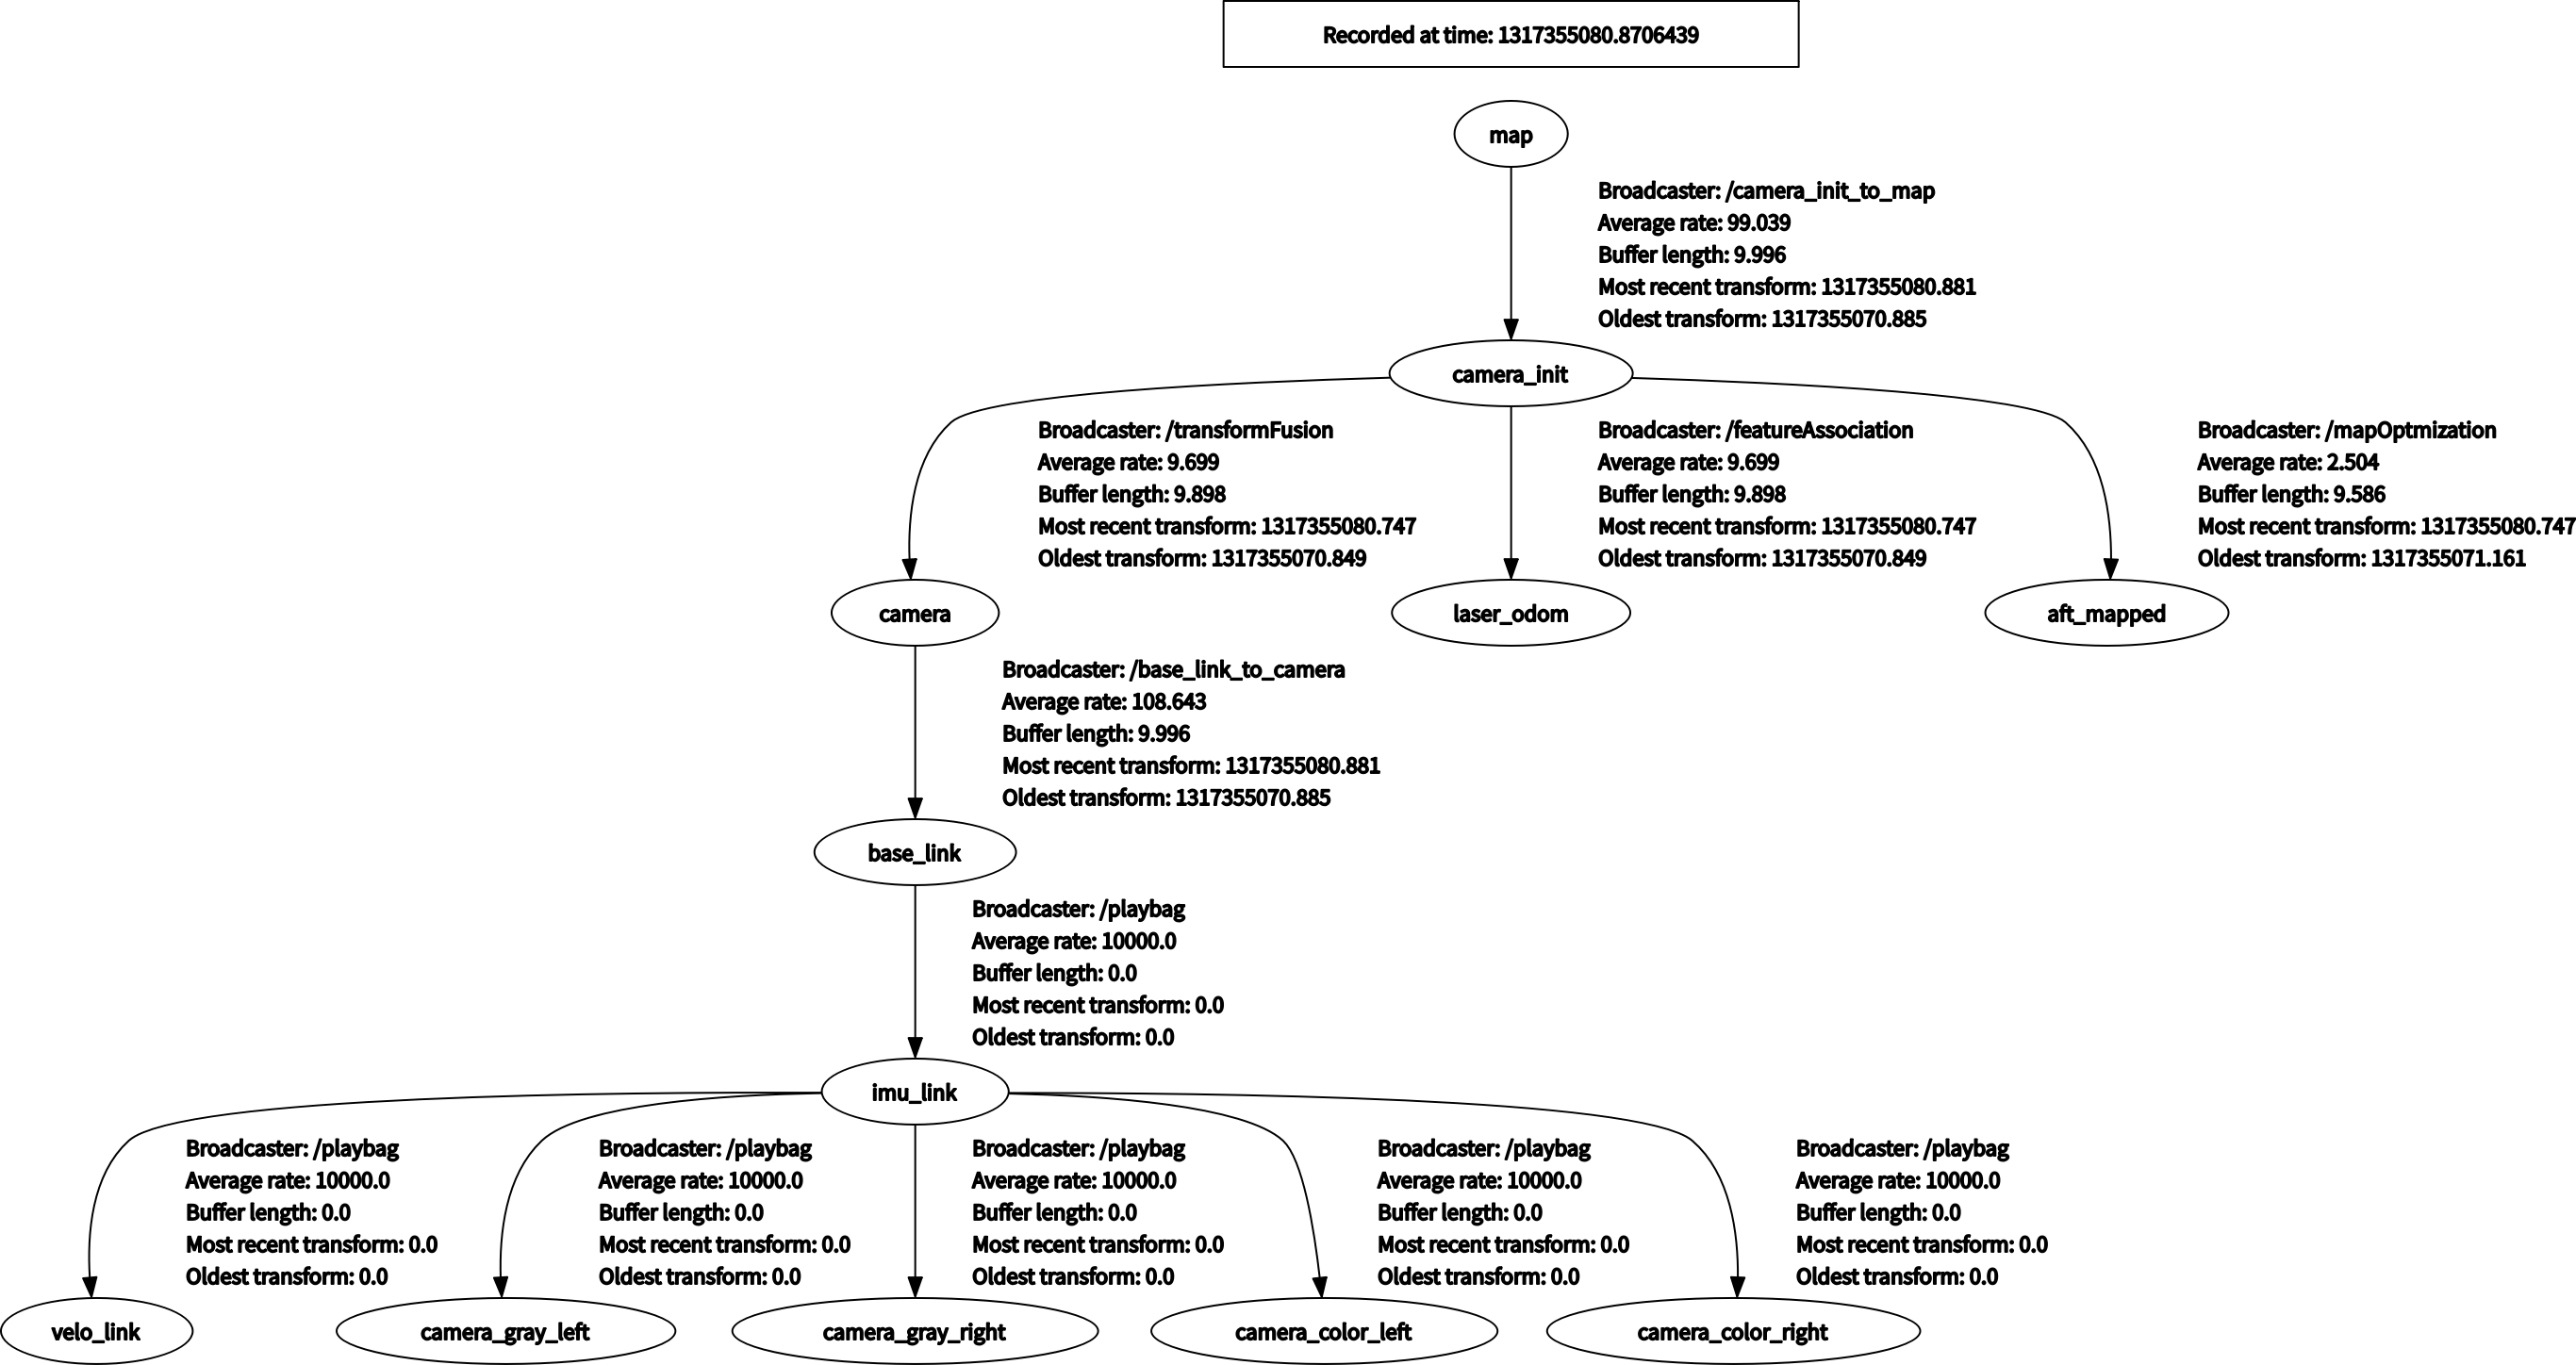 Recorded at time: 1317355080.8706439
map
Broadcaster: /camera_init_to_map
Average rate: 99.039
Buffer length: 9.996
Most recent transform: 1317355080.881
Oldest transform: 1317355070.885
camera_init
Broadcaster: /transformFusion
Average rate: 9.699
Buffer length: 9.898
Most recent transform: 1317355080.747
Oldest transform: 1317355070.849
Broadcaster: /featureAssociation
Average rate: 9.699
Buffer length: 9.898
Most recent transform: 1317355080.747
Oldest transform: 1317355070.849
Broadcaster: /mapOptmization
Average rate: 2.504
Buffer length: 9.586
Most recent transform: 1317355080.747
Oldest transform: 1317355071.161
camera
laser_odom
aft_mapped
Broadcaster: /base_link_to_camera
Average rate: 108.643
Buffer length: 9.996
Most recent transform: 1317355080.881
Oldest transform: 1317355070.885
base_link
Broadcaster: /playbag
Average rate: 10000.0
Buffer length: 0.0
Most recent transform: 0.0
Oldest transform: 0.0
imu_link
Broadcaster: /playbag
Average rate: 10000.0
Buffer length: 0.0
Most recent transform: 0.0
Oldest transform: 0.0
Broadcaster: /playbag
Average rate: 10000.0
Buffer length: 0.0
Most recent transform: 0.0
Oldest transform: 0.0
Broadcaster: /playbag
Average rate: 10000.0
Buffer length: 0.0
Most recent transform: 0.0
Oldest transform: 0.0
Broadcaster: /playbag
Average rate: 10000.0
Buffer length: 0.0
Most recent transform: 0.0
Oldest transform: 0.0
Broadcaster: /playbag
Average rate: 10000.0
Buffer length: 0.0
Most recent transform: 0.0
Oldest transform: 0.0
velo_link
camera_gray_left
camera_gray_right
camera_color_left
camera_color_right